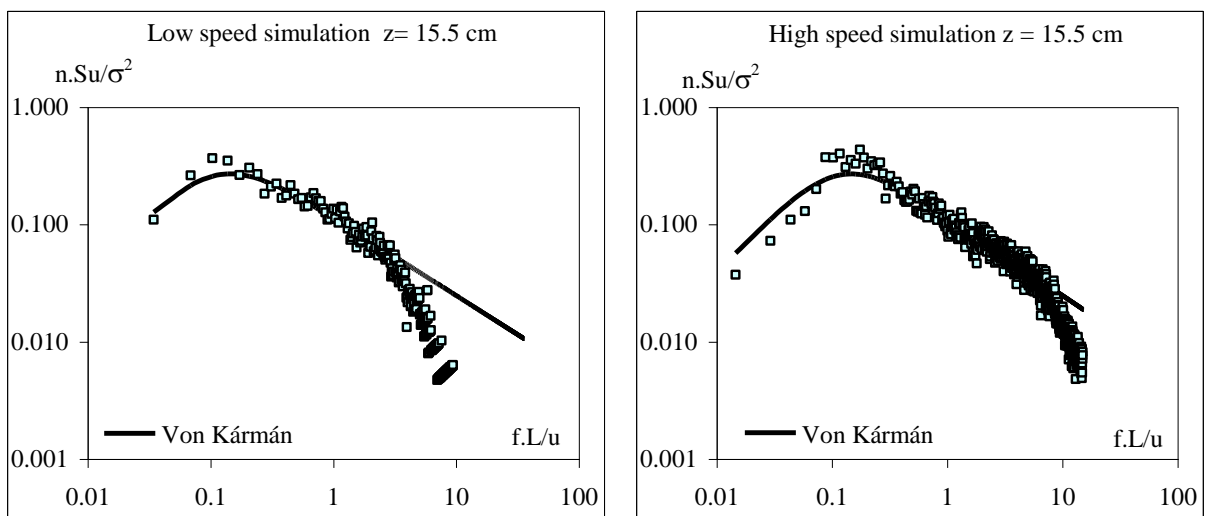 Low speed simulation z= 15.5 cm
n.Su/σ²
1.000
0.100
0.010
0.001
Von Kármán
f.L/u
0.01 0.1 1 10 100
High speed simulation z = 15.5 cm
n.Su/σ²
1.000
0.100
0.010
0.001
Von Kármán
f.L/u
0.01 0.1 1 10 100